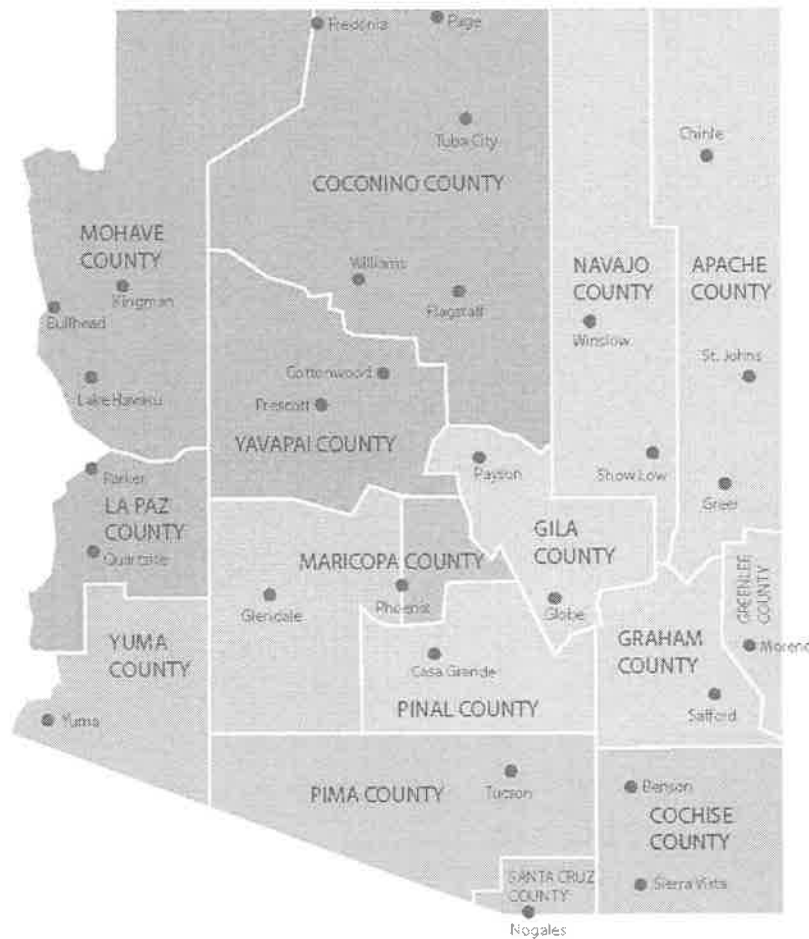 Fredonia
Page
Tuba City
Chinle
COCONINO COUNTY
MOHAVE
COUNTY
Kingman
Bullhead
Lake Havasu
Williams
Flagstaff
NAVAJO
COUNTY
Winslow
APACHE
COUNTY
St. Johns
Cottonwood
Prescott
YAVAPAI COUNTY
Payson
Show Low
Greer
Parker
LA PAZ
COUNTY
Quartzite
MARICOPA COUNTY
Glendale
Phoenix
GILA
COUNTY
Globe
GREENLEE
COUNTY
Morenci
YUMA
COUNTY
Yuma
Casa Grande
PINAL COUNTY
GRAHAM
COUNTY
Safford
PIMA COUNTY
Tucson
Benson
COCHISE
COUNTY
Sierra Vista
SANTA CRUZ
COUNTY
Nogales